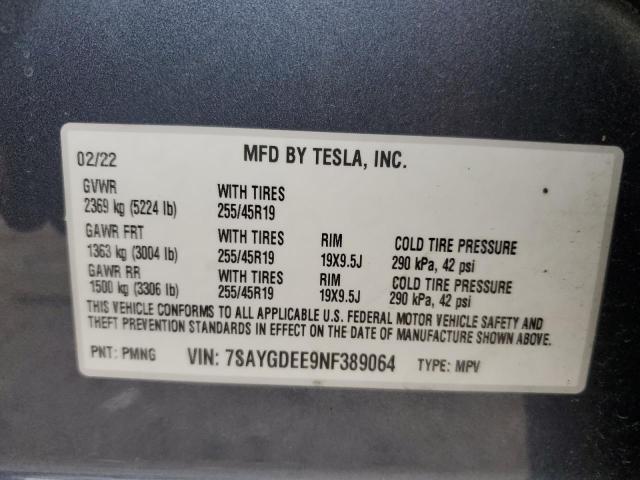 02/22 MFD BY TESLA, INC.
GVWR WITH TIRES
2369 kg (5224 lb) 255/45R19
GAWR FRT WITH TIRES RIM COLD TIRE PRESSURE
1363 kg (3004 lb) 255/45R19 19X9.5J 290 kPa, 42 psi
GAWR RR WITH TIRES RIM COLD TIRE PRESSURE
1500 kg (3306 lb) 255/45R19 19X9.5J 290 kPa, 42 psi
THIS VEHICLE CONFORMS TO ALL APPLICABLE U.S. FEDERAL MOTOR VEHICLE SAFETY AND
THEFT PREVENTION STANDARDS IN EFFECT ON THE DATE OF MANUFACTURE SHOWN ABOVE.
PNT: PMNG VIN: 7SAYGDEE9NF389064 TYPE: MPV